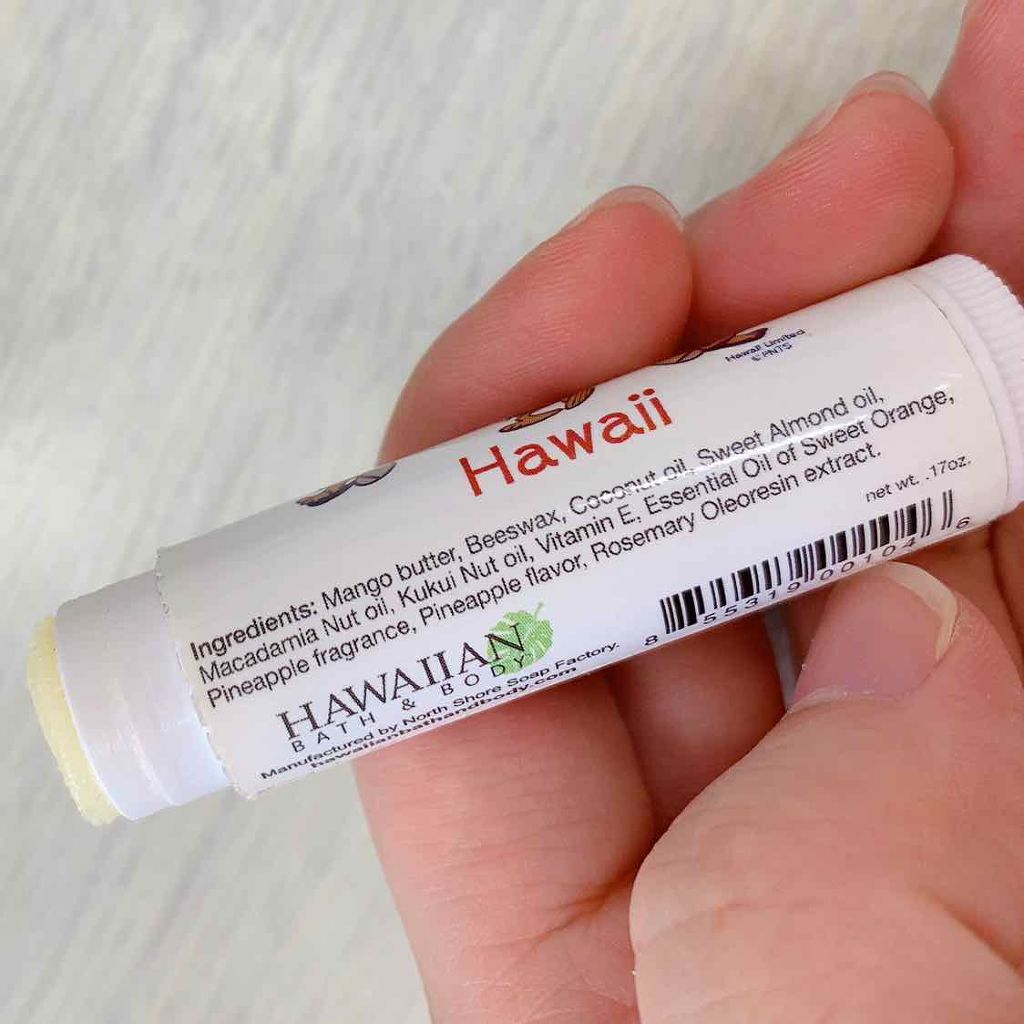 Hawaii Limited
& PNTS
Hawaii
Ingredients: Mango butter, Beeswax, Coconut oil, Sweet Almond oil,
Macadamia Nut oil, Kukui Nut oil, Vitamin E, Essential Oil of Sweet Orange,
Pineapple fragrance, Pineapple flavor, Rosemary Oleoresin extract.
net wt. .17oz.
HAWAIIAN
BATH & BODY
Manufactured by North Shore Soap Factory.
hawaiianbathandbody.com
8 55319 00104 6